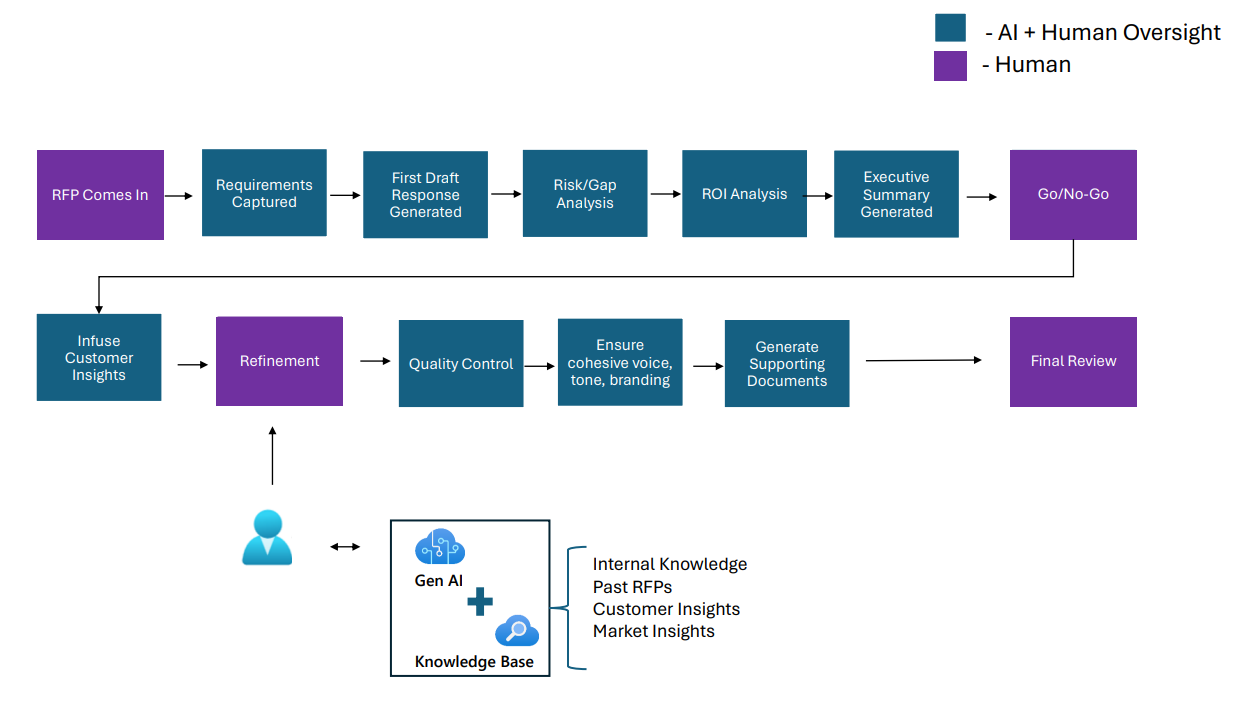 - AI + Human Oversight
- Human
RFP Comes In
Requirements
Captured
First Draft
Response
Generated
Risk/Gap
Analysis
ROI Analysis
Executive
Summary
Generated
Go/No-Go
Infuse
Customer
Insights
Refinement
Quality Control
Ensure
cohesive voice,
tone, branding
Generate
Supporting
Documents
Final Review
Gen AI
Knowledge Base
Internal Knowledge
Past RFPs
Customer Insights
Market Insights